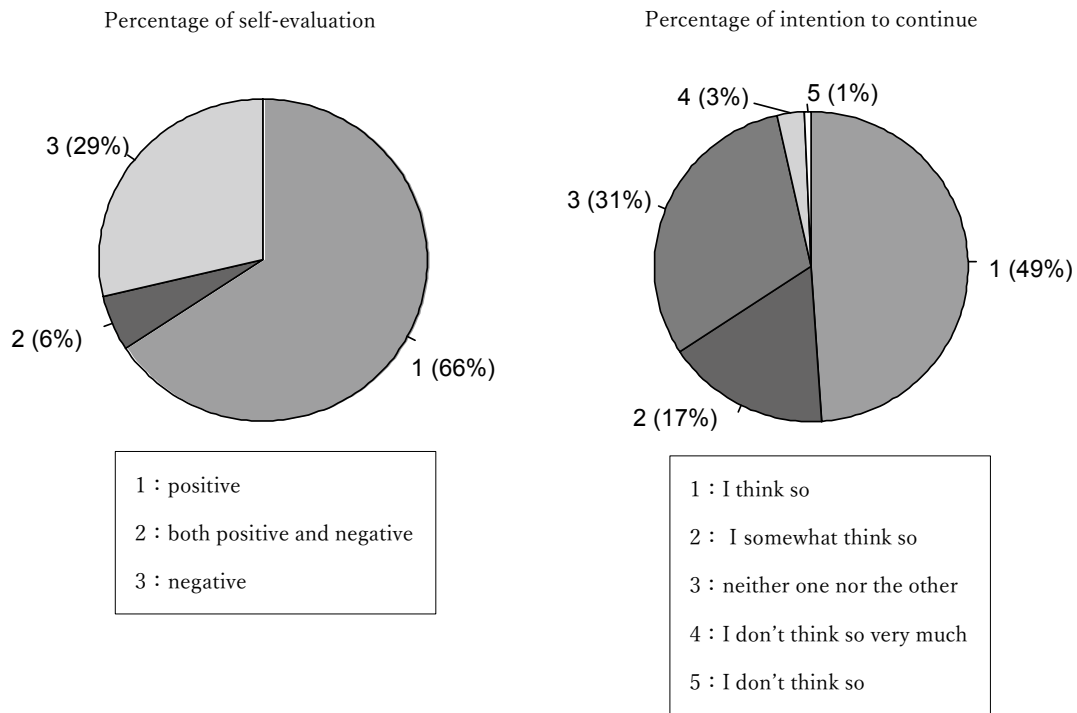 Percentage of self-evaluation
3 (29%)
2 (6%)
1 (66%)
1：positive
2：both positive and negative
3：negative
Percentage of intention to continue
4 (3%)
5 (1%)
3 (31%)
1 (49%)
2 (17%)
1：I think so
2： I somewhat think so
3：neither one nor the other
4：I don’t think so very much
5：I don’t think so